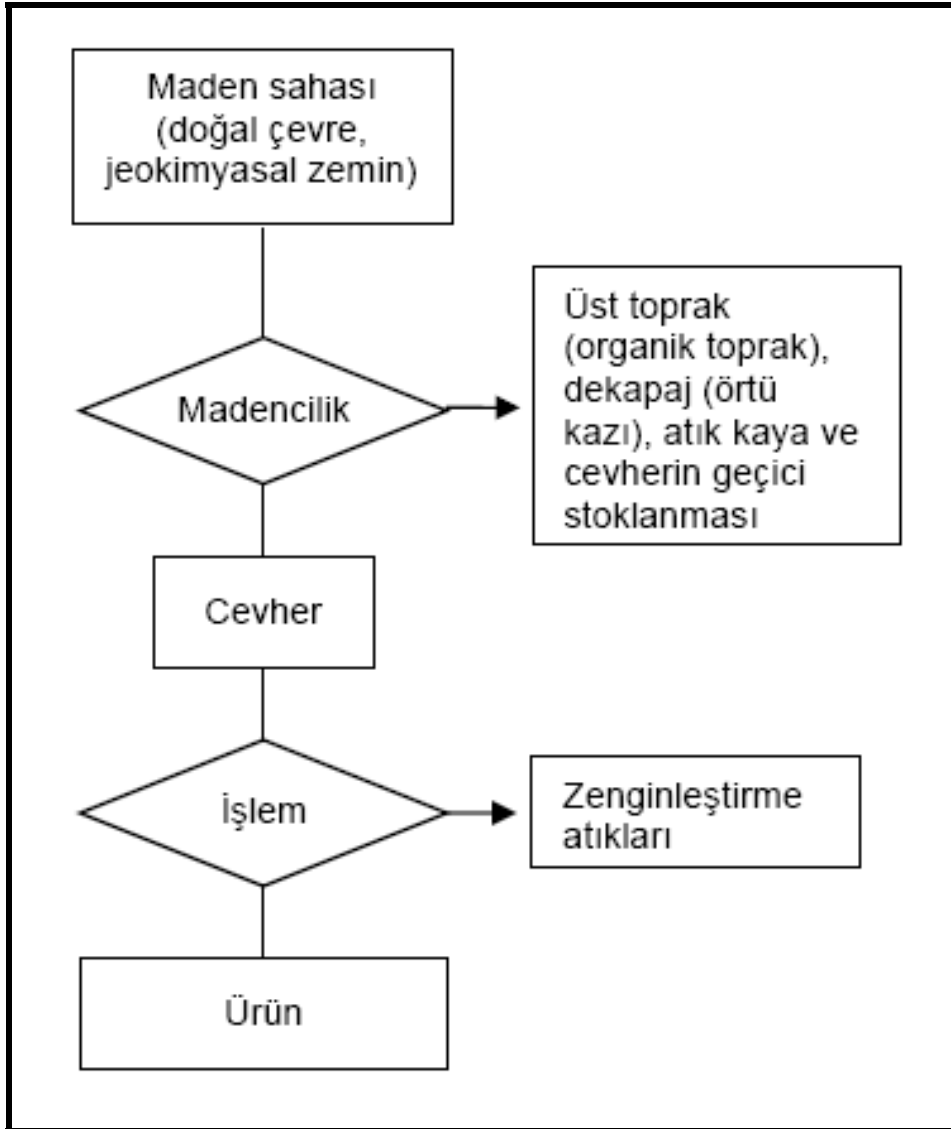 Maden sahası
(doğal çevre,
jeokimyasal zemin)
Madencilik
Üst toprak
(organik toprak),
dekapaj (örtü
kazı), atık kaya ve
cevherin geçici
stoklanması
Cevher
İşlem
Zenginleştirme
atıkları
Ürün